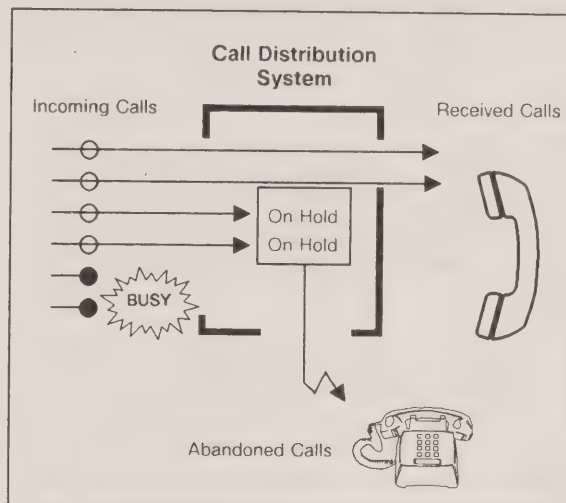 Call Distribution
System
Incoming Calls
Received Calls
On Hold
On Hold
BUSY
Abandoned Calls